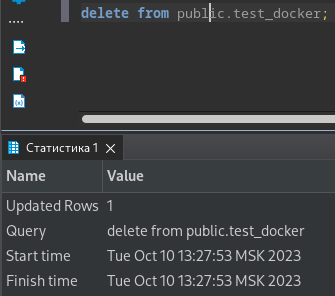 delete from public.test_docker;
Статистика 1
Name Value
Updated Rows 1
Query delete from public.test_docker
Start time Tue Oct 10 13:27:53 MSK 2023
Finish time Tue Oct 10 13:27:53 MSK 2023